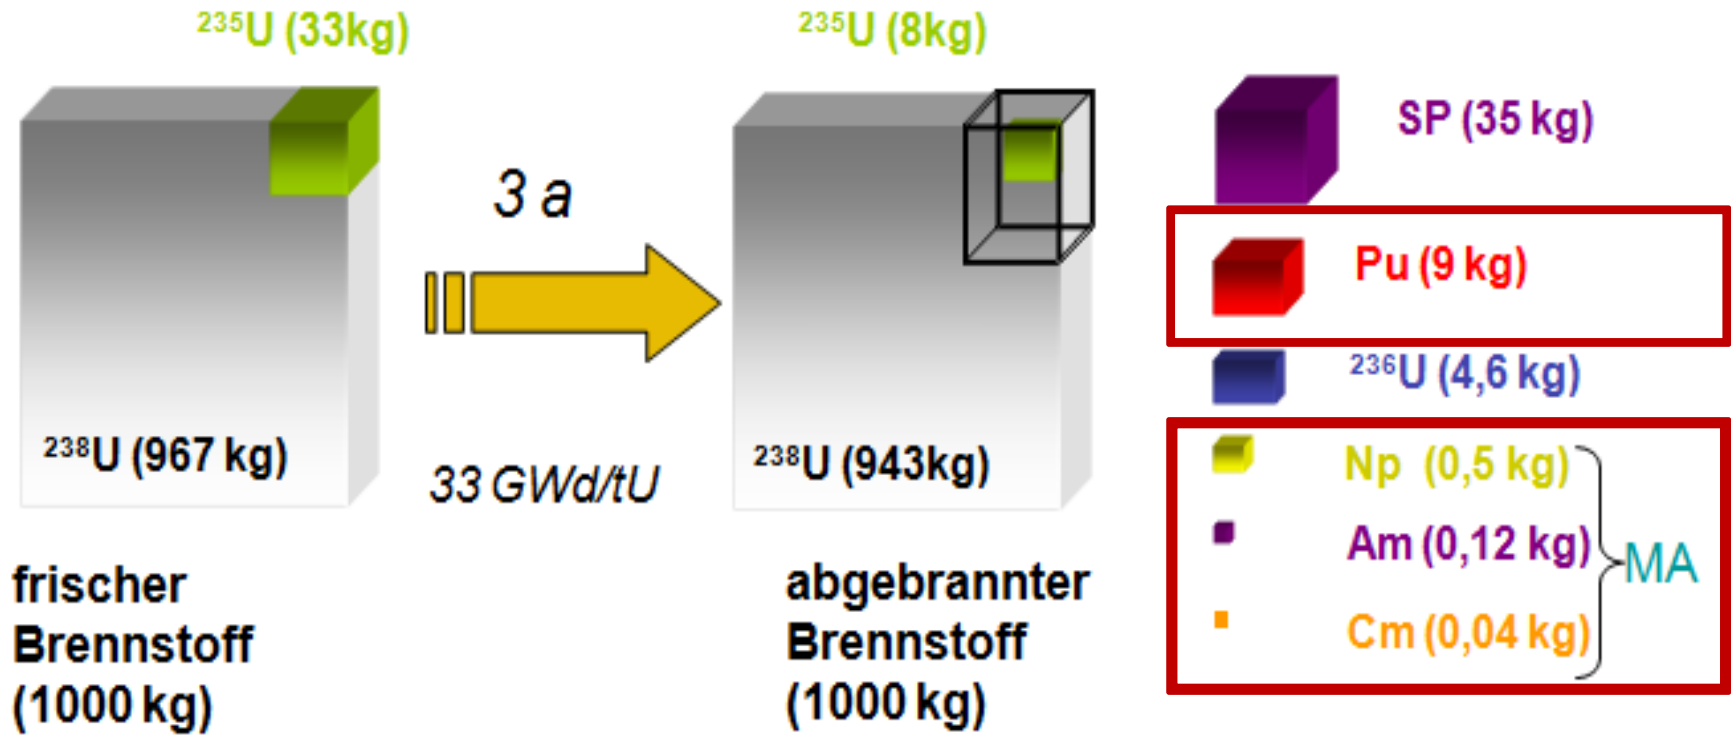 ²³⁵U (33kg)
²³⁸U (967 kg)
frischer
Brennstoff
(1000 kg)
3 a
33 GWd/tU
²³⁵U (8kg)
²³⁸U (943kg)
abgebrannter
Brennstoff
(1000 kg)
SP (35 kg)
Pu (9 kg)
²³⁶U (4,6 kg)
Np (0,5 kg)
Am (0,12 kg)
Cm (0,04 kg)
MA